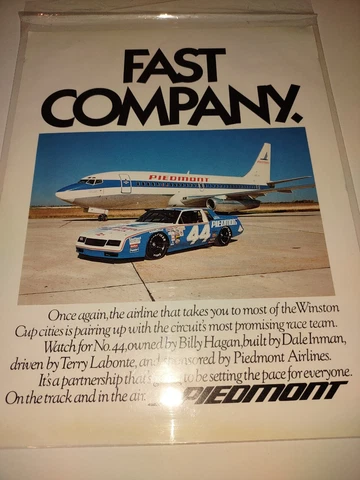 FAST
COMPANY.
PIEDMONT
44
PIEDMONT
Once again, the airline that takes you to most of the Winston
Cup cities is pairing up with the circuit's most promising race team.
Watch for No. 44, owned by Billy Hagan, built by Dale Inman,
driven by Terry Labonte, and sponsored by Piedmont Airlines.
It's a partnership that's to be setting the pace for everyone.
On the track and in the air.
PIEDMONT